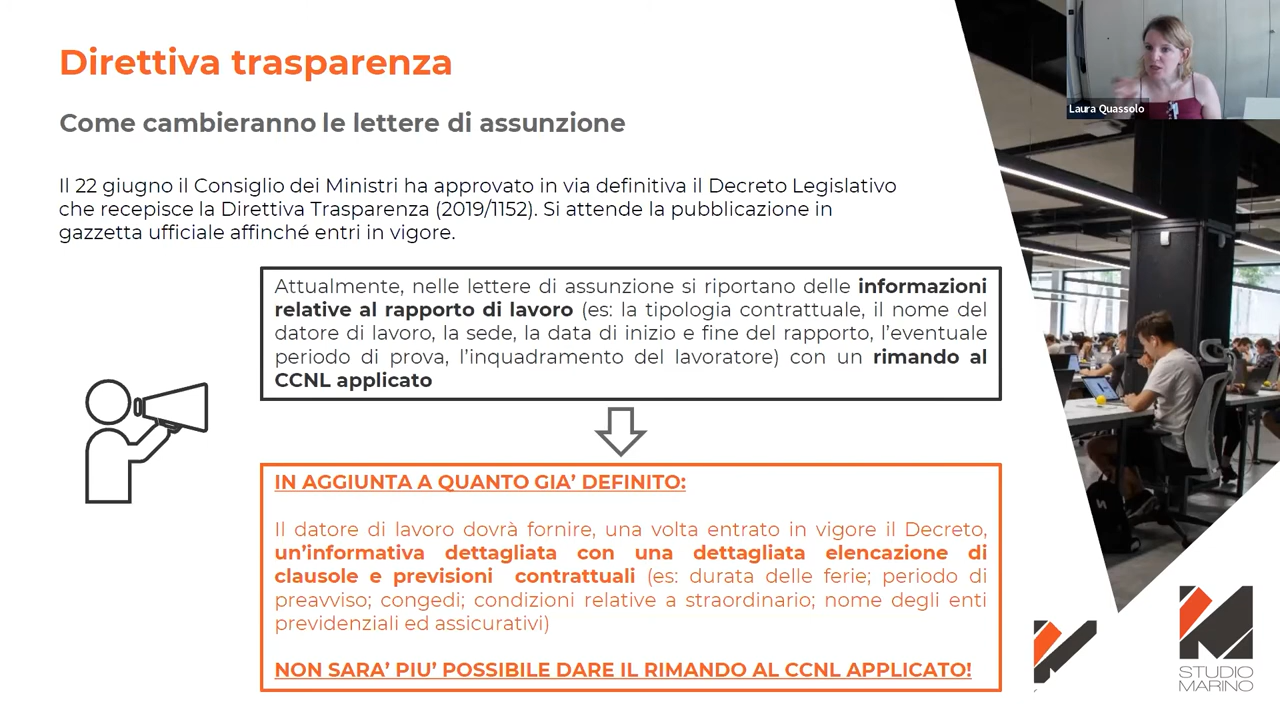 Direttiva trasparenza
Laura Quassolo
Come cambieranno le lettere di assunzione
Il 22 giugno il Consiglio dei Ministri ha approvato in via definitiva il Decreto Legislativo
che recepisce la Direttiva Trasparenza (2019/1152). Si attende la pubblicazione in
gazzetta ufficiale affinché entri in vigore.
Attualmente, nelle lettere di assunzione si riportano delle informazioni
relative al rapporto di lavoro (es: la tipologia contrattuale, il nome del
datore di lavoro, la sede, la data di inizio e fine del rapporto, l'eventuale
periodo di prova, l'inquadramento del lavoratore) con un rimando al
CCNL applicato
IN AGGIUNTA A QUANTO GIA' DEFINITO:
Il datore di lavoro dovrà fornire, una volta entrato in vigore il Decreto,
un'informativa dettagliata con una dettagliata elencazione di
clausole e previsioni contrattuali (es: durata delle ferie; periodo di
preavviso; congedi; condizioni relative a straordinario; nome degli enti
previdenziali ed assicurativi)
NON SARA' PIU' POSSIBILE DARE IL RIMANDO AL CCNL APPLICATO!
STUDIO
MARINO